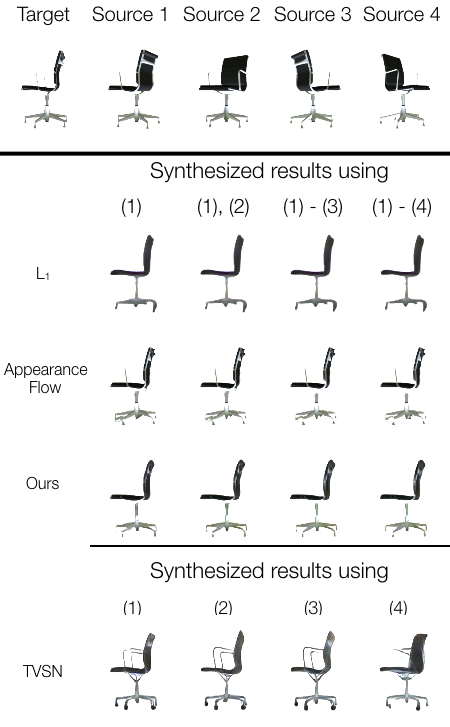 Target Source 1 Source 2 Source 3 Source 4
Synthesized results using
(1) (1), (2) (1) - (3) (1) - (4)
L₁
Appearance
Flow
Ours
Synthesized results using
(1) (2) (3) (4)
TVSN